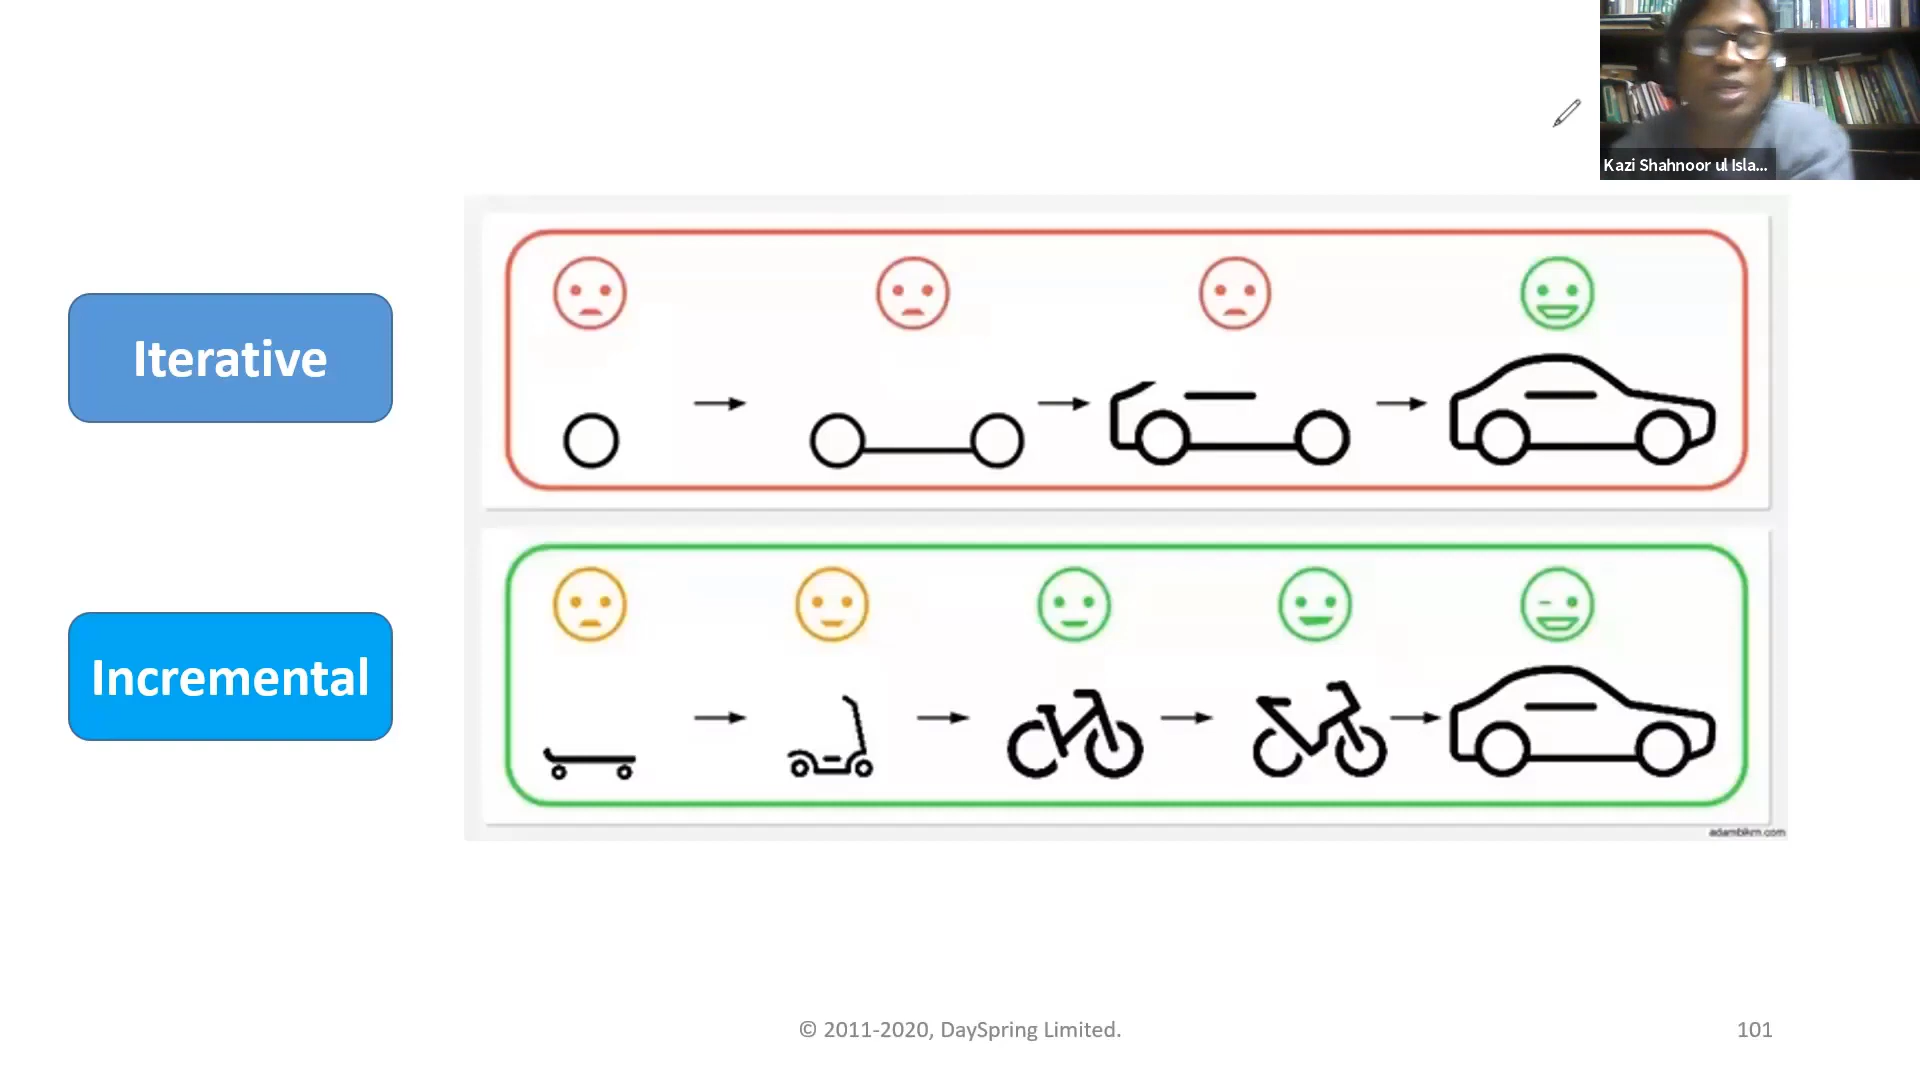 Kazi Shahnoor ul Isla...
Iterative
Incremental
© 2011-2020, DaySpring Limited.
101